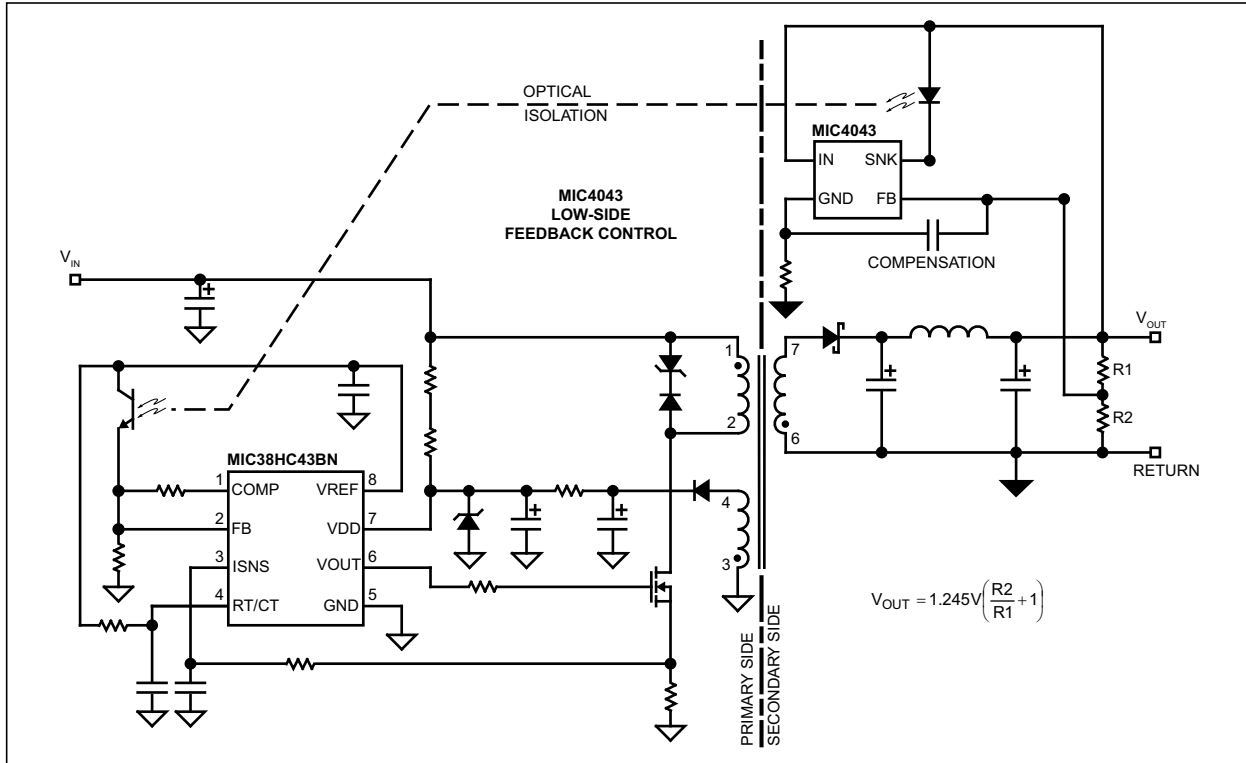 OPTICAL
ISOLATION
MIC4043
IN
SNK
GND
FB
COMPENSATION
MIC4043
LOW-SIDE
FEEDBACK CONTROL
V_IN
+
1
2
4
3
7
6
+
+
V_OUT
R1
R2
RETURN
MIC38HC43BN
1 COMP
VREF 8
2 FB
VDD 7
3 ISNS
VOUT 6
4 RT/CT
GND 5
+
+
PRIMARY SIDE
SECONDARY SIDE
V_OUT = 1.245V(R2/R1 + 1)